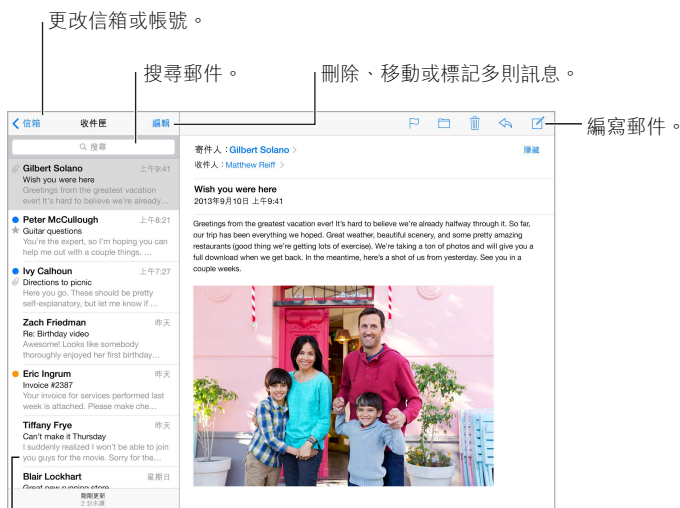 更改信箱或帳號。
搜尋郵件。
刪除、移動或標記多則訊息。
編寫郵件。
信箱
收件匣
編輯
搜尋
Gilbert Solano 上午9:41
Wish you were here
Greetings from the greatest vacation
ever! It's hard to believe we're already…
Peter McCullough 上午8:21
Guitar questions
You're the expert, so I'm hoping you can
help me out with a couple things. …
Ivy Calhoun 上午7:27
Directions to picnic
Here you go. These should be pretty
self-explanatory, but let me know if …
Zach Friedman 昨天
Re: Birthday video
Awesome! Looks like somebody
thoroughly enjoyed her first birthday…
Eric Ingrum 昨天
Invoice #2387
Your invoice for services performed last
week is attached. Please make che…
Tiffany Frye 昨天
Can't make it Thursday
I suddenly realized I won't be able to join
you guys for the movie. Sorry for the…
Blair Lockhart 星期日
Great new running store
剛剛更新
2 封未讀
寄件人：Gilbert Solano
隱藏
收件人：Matthew Reiff
Wish you were here
2013年9月10日 上午9:41
Greetings from the greatest vacation ever! It's hard to believe we're already halfway through it. So far,
our trip has been everything we hoped. Great weather, beautiful scenery, and some pretty amazing
restaurants (good thing we're getting lots of exercise). We're taking a ton of photos and will give you a
full download when we get back. In the meantime, here's a shot of us from yesterday. See you in a
couple weeks.